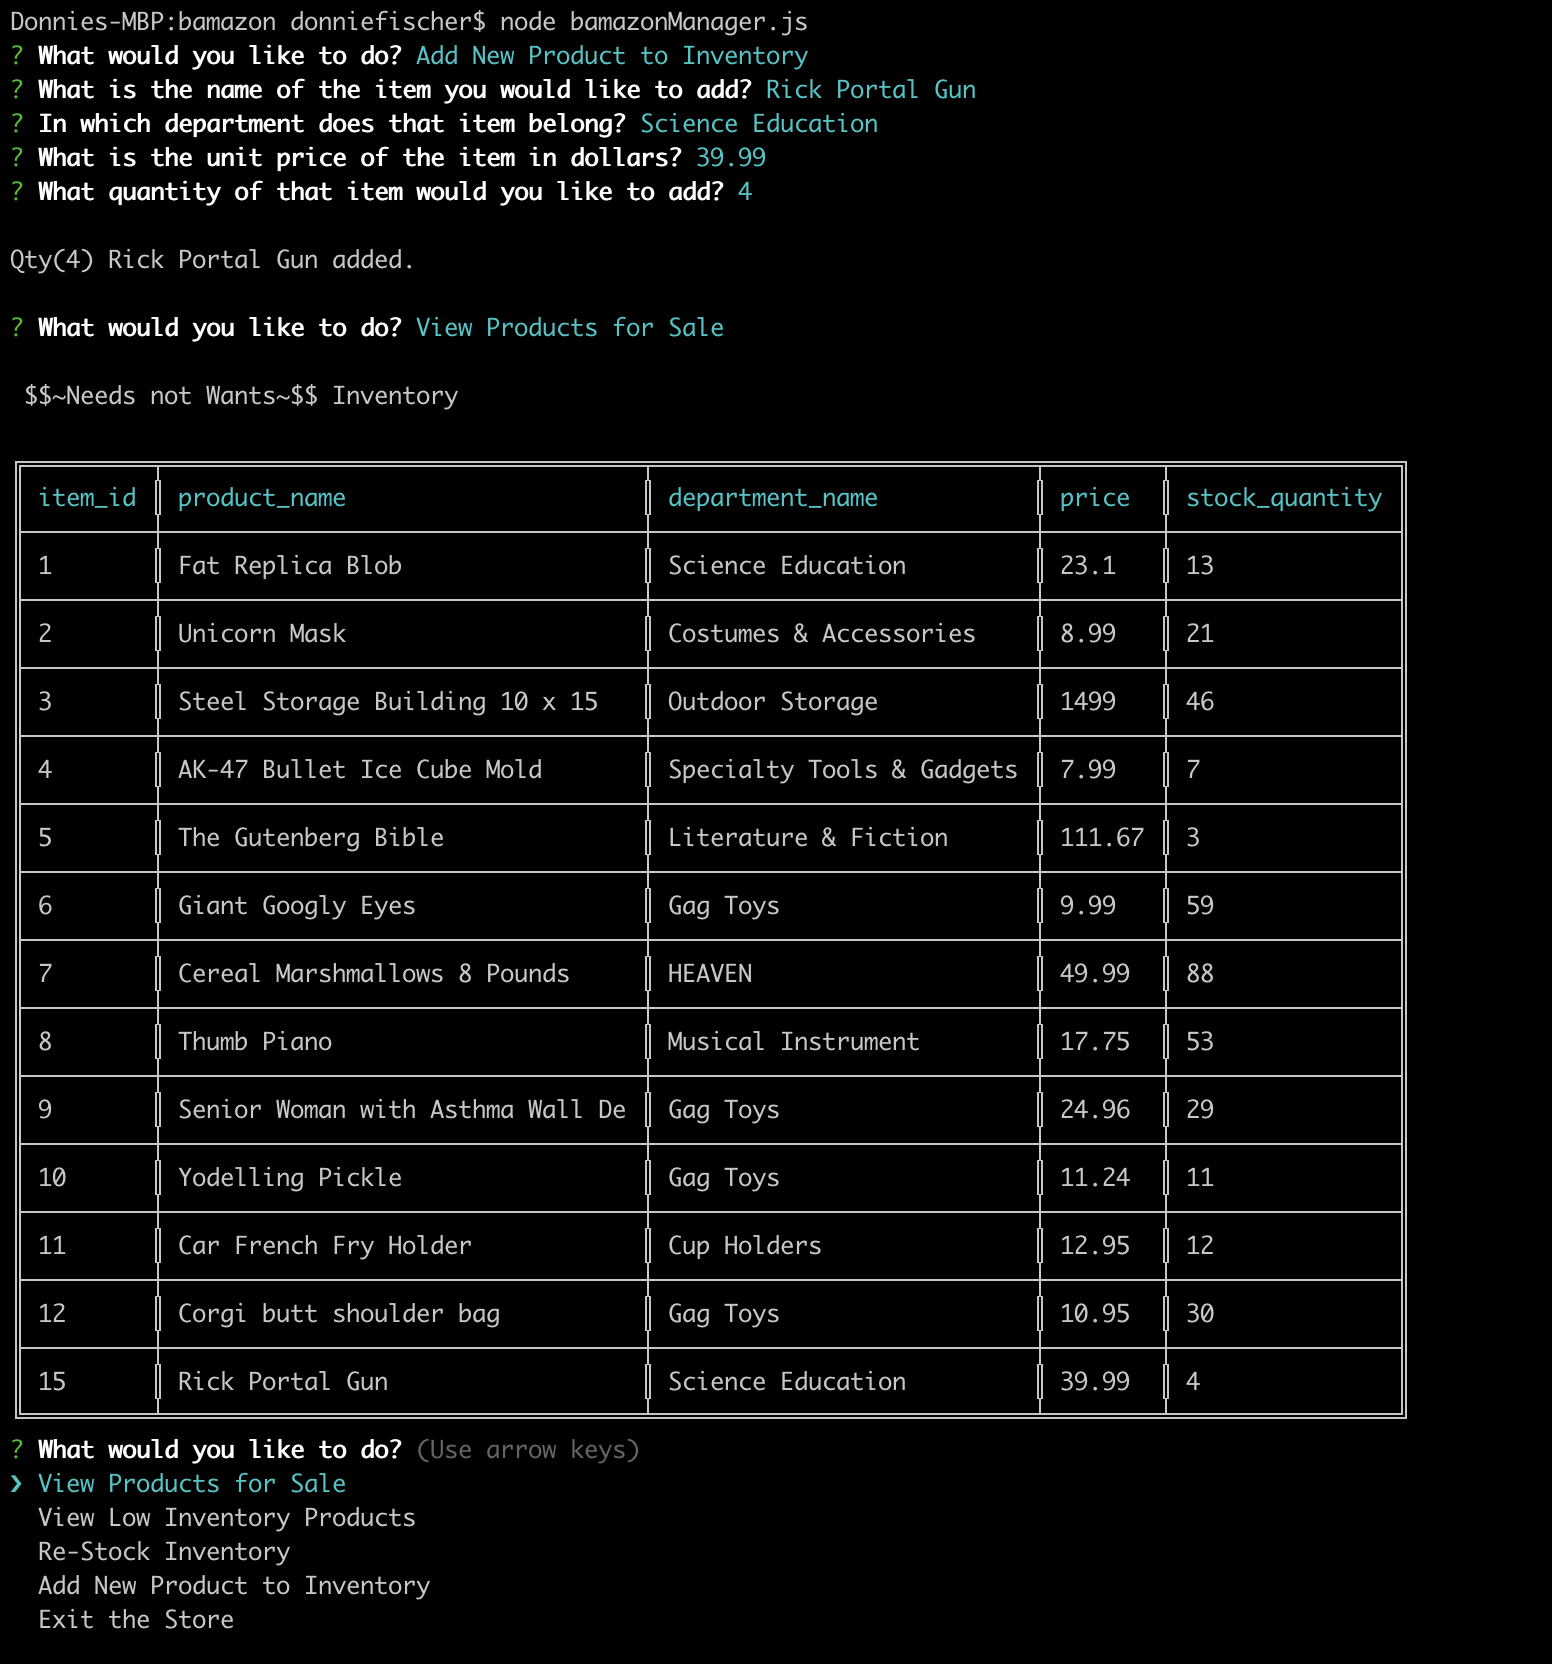 Donnies-MBP:bamazon donniefischer$ node bamazonManager.js
? What would you like to do? Add New Product to Inventory
? What is the name of the item you would like to add? Rick Portal Gun
? In which department does that item belong? Science Education
? What is the unit price of the item in dollars? 39.99
? What quantity of that item would you like to add? 4
Qty(4) Rick Portal Gun added.
? What would you like to do? View Products for Sale
$$~Needs not Wants~$$ Inventory
item_id product_name department_name price stock_quantity
1 Fat Replica Blob Science Education 23.1 13
2 Unicorn Mask Costumes & Accessories 8.99 21
3 Steel Storage Building 10 x 15 Outdoor Storage 1499 46
4 AK-47 Bullet Ice Cube Mold Specialty Tools & Gadgets 7.99 7
5 The Gutenberg Bible Literature & Fiction 111.67 3
6 Giant Googly Eyes Gag Toys 9.99 59
7 Cereal Marshmallows 8 Pounds HEAVEN 49.99 88
8 Thumb Piano Musical Instrument 17.75 53
9 Senior Woman with Asthma Wall De Gag Toys 24.96 29
10 Yodelling Pickle Gag Toys 11.24 11
11 Car French Fry Holder Cup Holders 12.95 12
12 Corgi butt shoulder bag Gag Toys 10.95 30
15 Rick Portal Gun Science Education 39.99 4
? What would you like to do? (Use arrow keys)
❯ View Products for Sale
View Low Inventory Products
Re-Stock Inventory
Add New Product to Inventory
Exit the Store